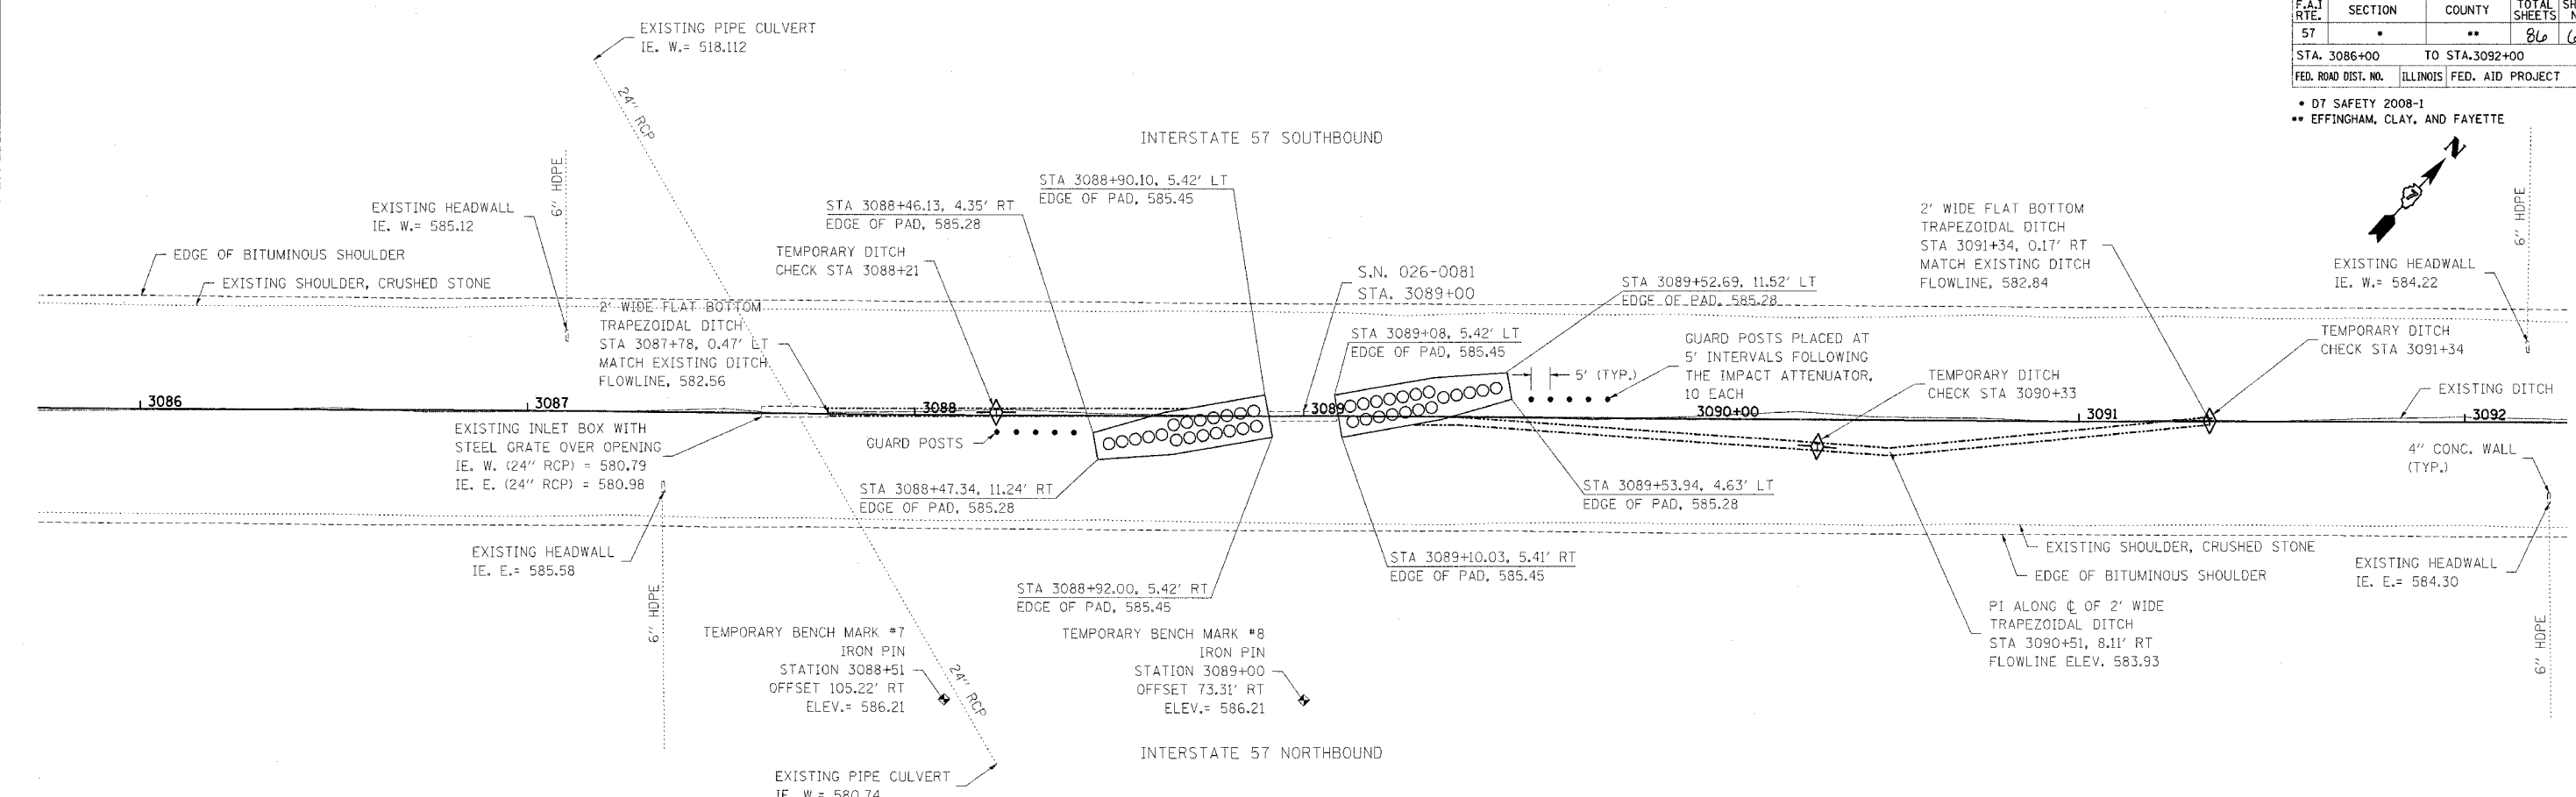 F.A.I RTE.
SECTION
COUNTY
TOTAL SHEETS
57
•
••
86
STA. 3086+00 TO STA.3092+00
FED. ROAD DIST. NO.
ILLINOIS
FED. AID PROJECT
• D7 SAFETY 2008-1
•• EFFINGHAM, CLAY, AND FAYETTE
N
EXISTING PIPE CULVERT
IE. W.= 518.112
24" RCP
INTERSTATE 57 SOUTHBOUND
6" HDPE
6" HDPE
EXISTING HEADWALL
IE. W.= 585.12
EDGE OF BITUMINOUS SHOULDER
EXISTING SHOULDER, CRUSHED STONE
STA 3088+90.10, 5.42' LT
EDGE OF PAD, 585.45
STA 3088+46.13, 4.35' RT
EDGE OF PAD, 585.28
TEMPORARY DITCH
CHECK STA 3088+21
2' WIDE FLAT BOTTOM
TRAPEZOIDAL DITCH
STA 3087+78, 0.47' LT
MATCH EXISTING DITCH
FLOWLINE, 582.56
S.N. 026-0081
STA. 3089+00
STA 3089+52.69, 11.52' LT
EDGE OF PAD, 585.28
STA 3089+08, 5.42' LT
EDGE OF PAD, 585.45
5' (TYP.)
GUARD POSTS PLACED AT
5' INTERVALS FOLLOWING
THE IMPACT ATTENUATOR,
10 EACH
2' WIDE FLAT BOTTOM
TRAPEZOIDAL DITCH
STA 3091+34, 0.17' RT
MATCH EXISTING DITCH
FLOWLINE, 582.84
EXISTING HEADWALL
IE. W.= 584.22
TEMPORARY DITCH
CHECK STA 3091+34
TEMPORARY DITCH
CHECK STA 3090+33
EXISTING DITCH
3086
3087
3088
3089
3090+00
3091
3092
EXISTING INLET BOX WITH
STEEL GRATE OVER OPENING
IE. W. (24" RCP) = 580.79
IE. E. (24" RCP) = 580.98
GUARD POSTS
4" CONC. WALL
(TYP.)
STA 3088+47.34, 11.24' RT
EDGE OF PAD, 585.28
STA 3089+53.94, 4.63' LT
EDGE OF PAD, 585.28
EXISTING HEADWALL
IE. E.= 585.58
STA 3089+10.03, 5.41' RT
EDGE OF PAD, 585.45
EXISTING SHOULDER, CRUSHED STONE
EDGE OF BITUMINOUS SHOULDER
EXISTING HEADWALL
IE. E.= 584.30
STA 3088+92.00, 5.42' RT
EDGE OF PAD, 585.45
6" HDPE
TEMPORARY BENCH MARK #7
IRON PIN
STATION 3088+51
OFFSET 105.22' RT
ELEV.= 586.21
24" RCP
TEMPORARY BENCH MARK #8
IRON PIN
STATION 3089+00
OFFSET 73.31' RT
ELEV.= 586.21
PI ALONG ℄ OF 2' WIDE
TRAPEZOIDAL DITCH
STA 3090+51, 8.11' RT
FLOWLINE ELEV. 583.93
6" HDPE
INTERSTATE 57 NORTHBOUND
EXISTING PIPE CULVERT
IE. W.= 580.74